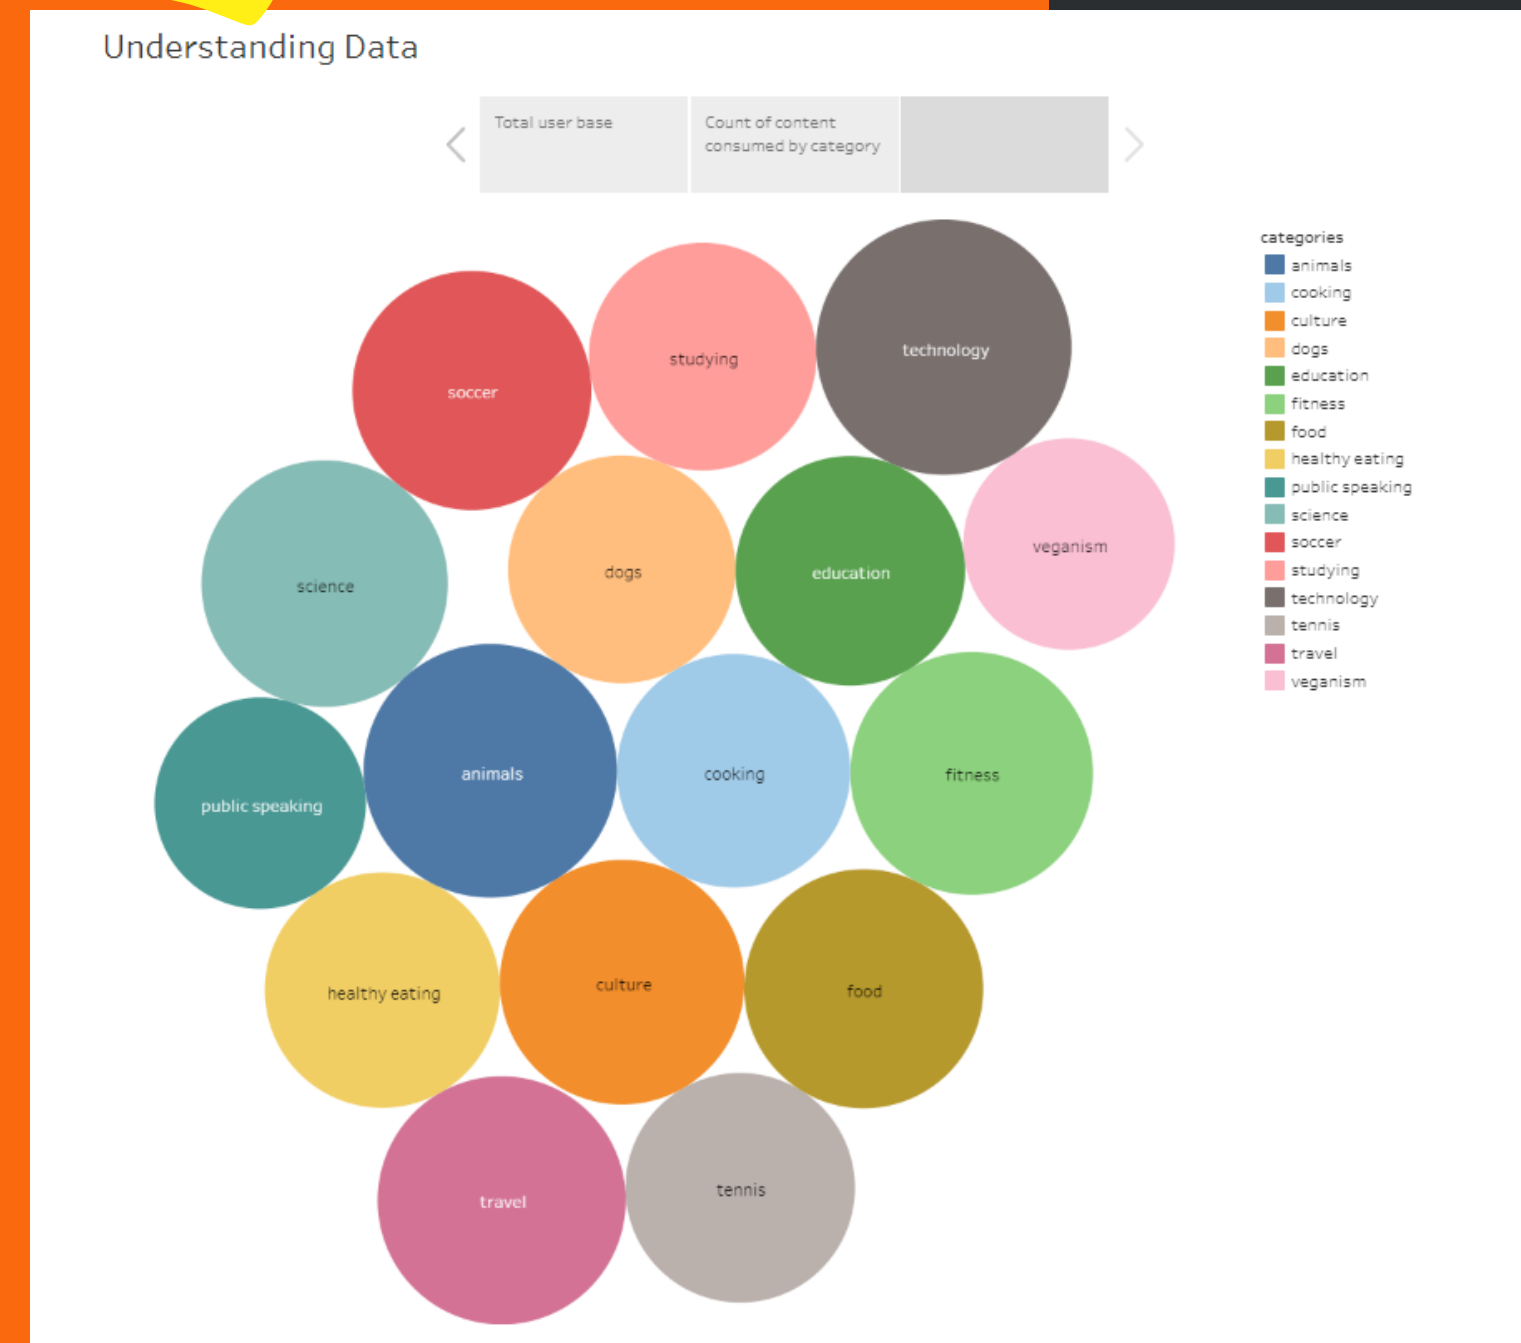 Understanding Data
Total user base
Count of content
consumed by category
categories
animals
cooking
culture
dogs
education
fitness
food
healthy eating
public speaking
science
soccer
studying
technology
tennis
travel
veganism
technology
studying
soccer
veganism
dogs
education
science
animals
cooking
fitness
public speaking
culture
food
healthy eating
tennis
travel